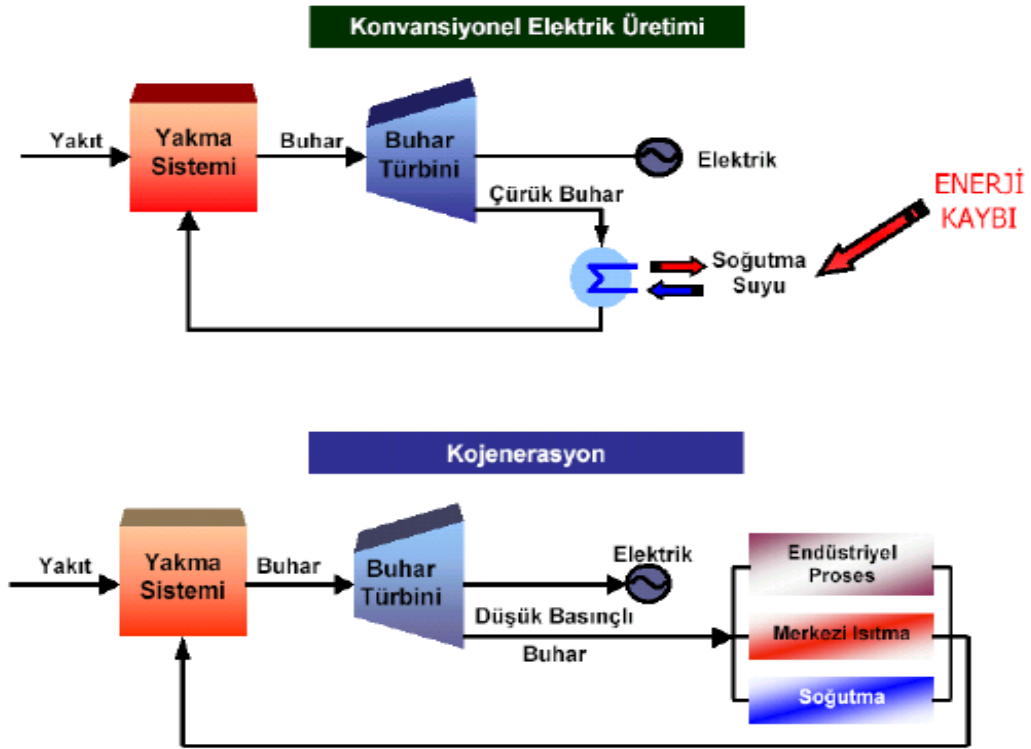 Konvansiyonel Elektrik Üretimi
Yakıt
Yakma
Sistemi
Buhar
Buhar
Türbini
Elektrik
Çürük Buhar
Soğutma
Suyu
ENERJİ
KAYBI
Kojenerasyon
Yakıt
Yakma
Sistemi
Buhar
Buhar
Türbini
Elektrik
Düşük Basınçlı
Buhar
Endüstriyel
Proses
Merkezi Isıtma
Soğutma